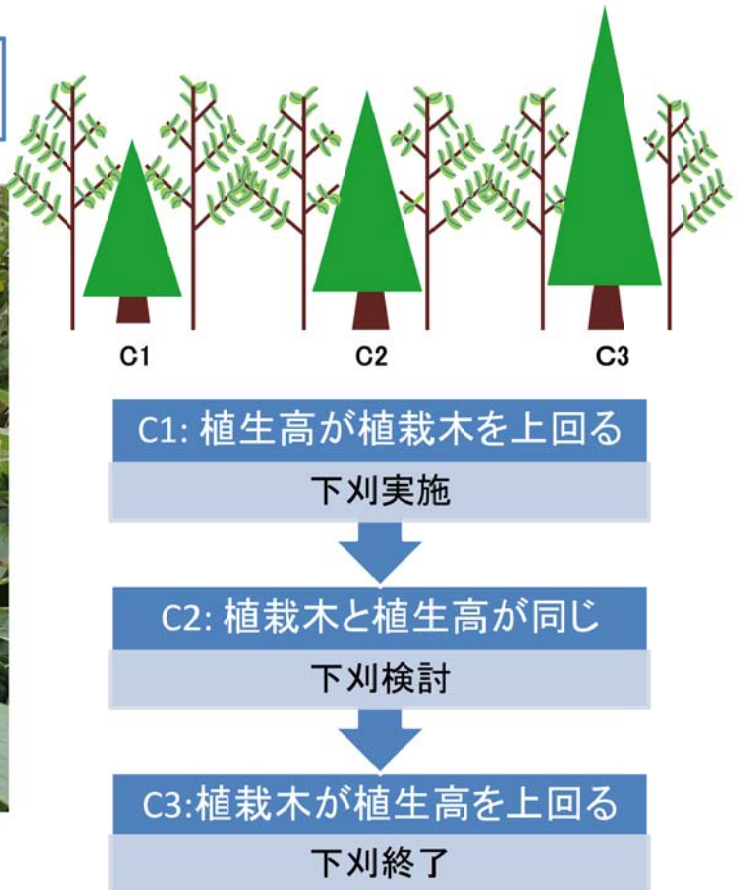 C1
C2
C3
C1: 植生高が植栽木を上回る
下刈実施
C2: 植栽木と植生高が同じ
下刈検討
C3:植栽木が植生高を上回る
下刈終了